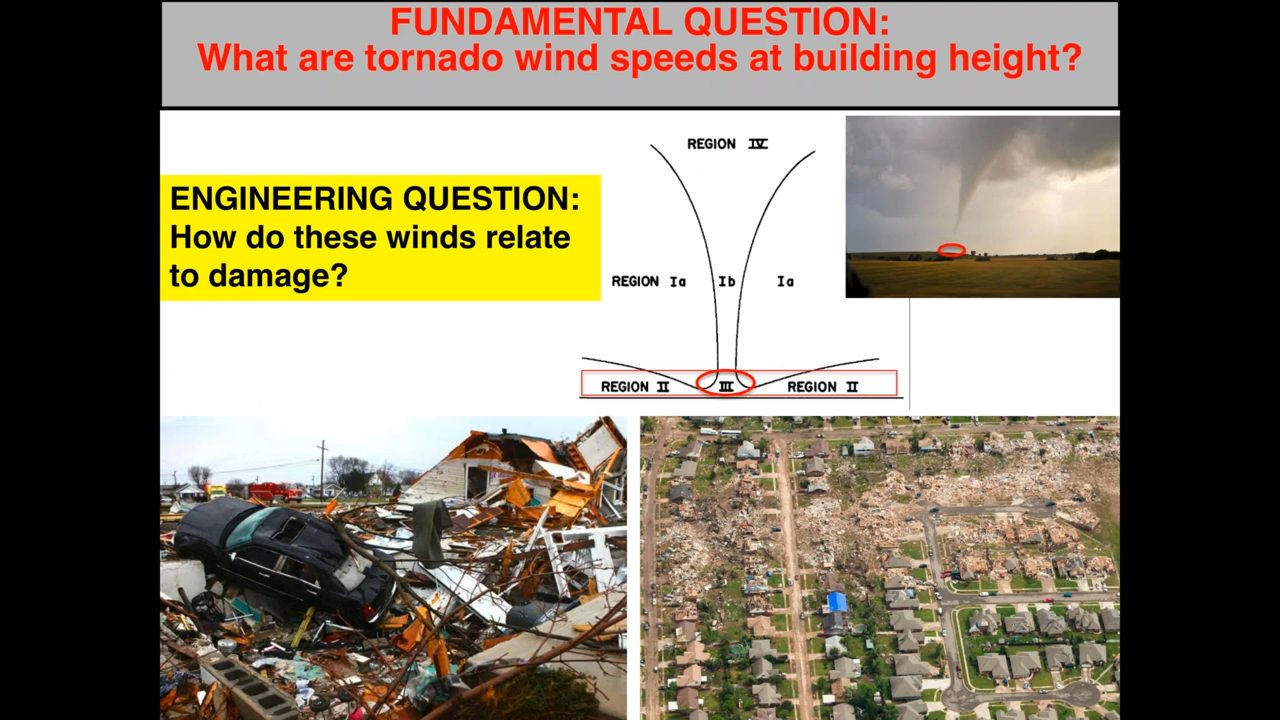 FUNDAMENTAL QUESTION:
What are tornado wind speeds at building height?
ENGINEERING QUESTION:
How do these winds relate
to damage?
REGION IV
REGION Ia
Ib
Ia
REGION II
III
REGION II